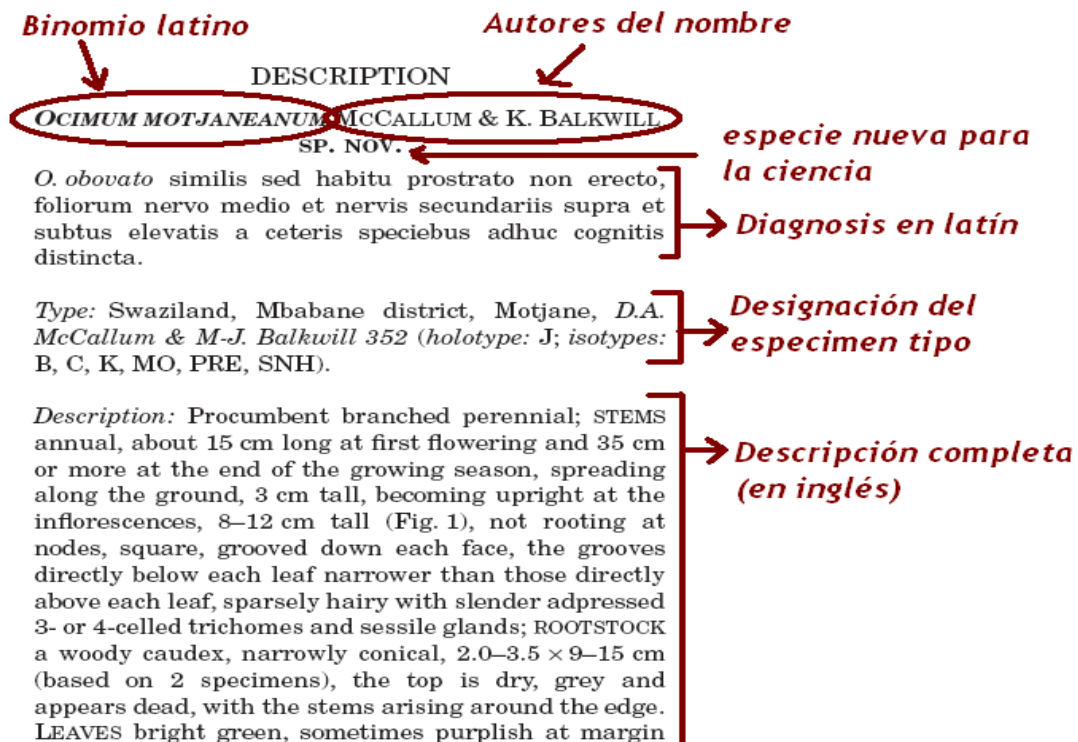 Binomio latino
Autores del nombre
DESCRIPTION
OCIMUM MOTJANEANUM MCCALLUM & K. BALKWILL
SP. NOV.
especie nueva para
la ciencia
O. obovato similis sed habitu prostrato non erecto,
foliorum nervo medio et nervis secundariis supra et
subtus elevatis a ceteris speciebus adhuc cognitis
distincta.
Diagnosis en latín
Type: Swaziland, Mbabane district, Motjane, D.A.
McCallum & M-J. Balkwill 352 (holotype: J; isotypes:
B, C, K, MO, PRE, SNH).
Designación del
especimen tipo
Description: Procumbent branched perennial; STEMS
annual, about 15 cm long at first flowering and 35 cm
or more at the end of the growing season, spreading
along the ground, 3 cm tall, becoming upright at the
inflorescences, 8–12 cm tall (Fig. 1), not rooting at
nodes, square, grooved down each face, the grooves
directly below each leaf narrower than those directly
above each leaf, sparsely hairy with slender adpressed
3- or 4-celled trichomes and sessile glands; ROOTSTOCK
a woody caudex, narrowly conical, 2.0–3.5 × 9–15 cm
(based on 2 specimens), the top is dry, grey and
appears dead, with the stems arising around the edge.
LEAVES bright green, sometimes purplish at margin
Descripción completa
(en inglés)